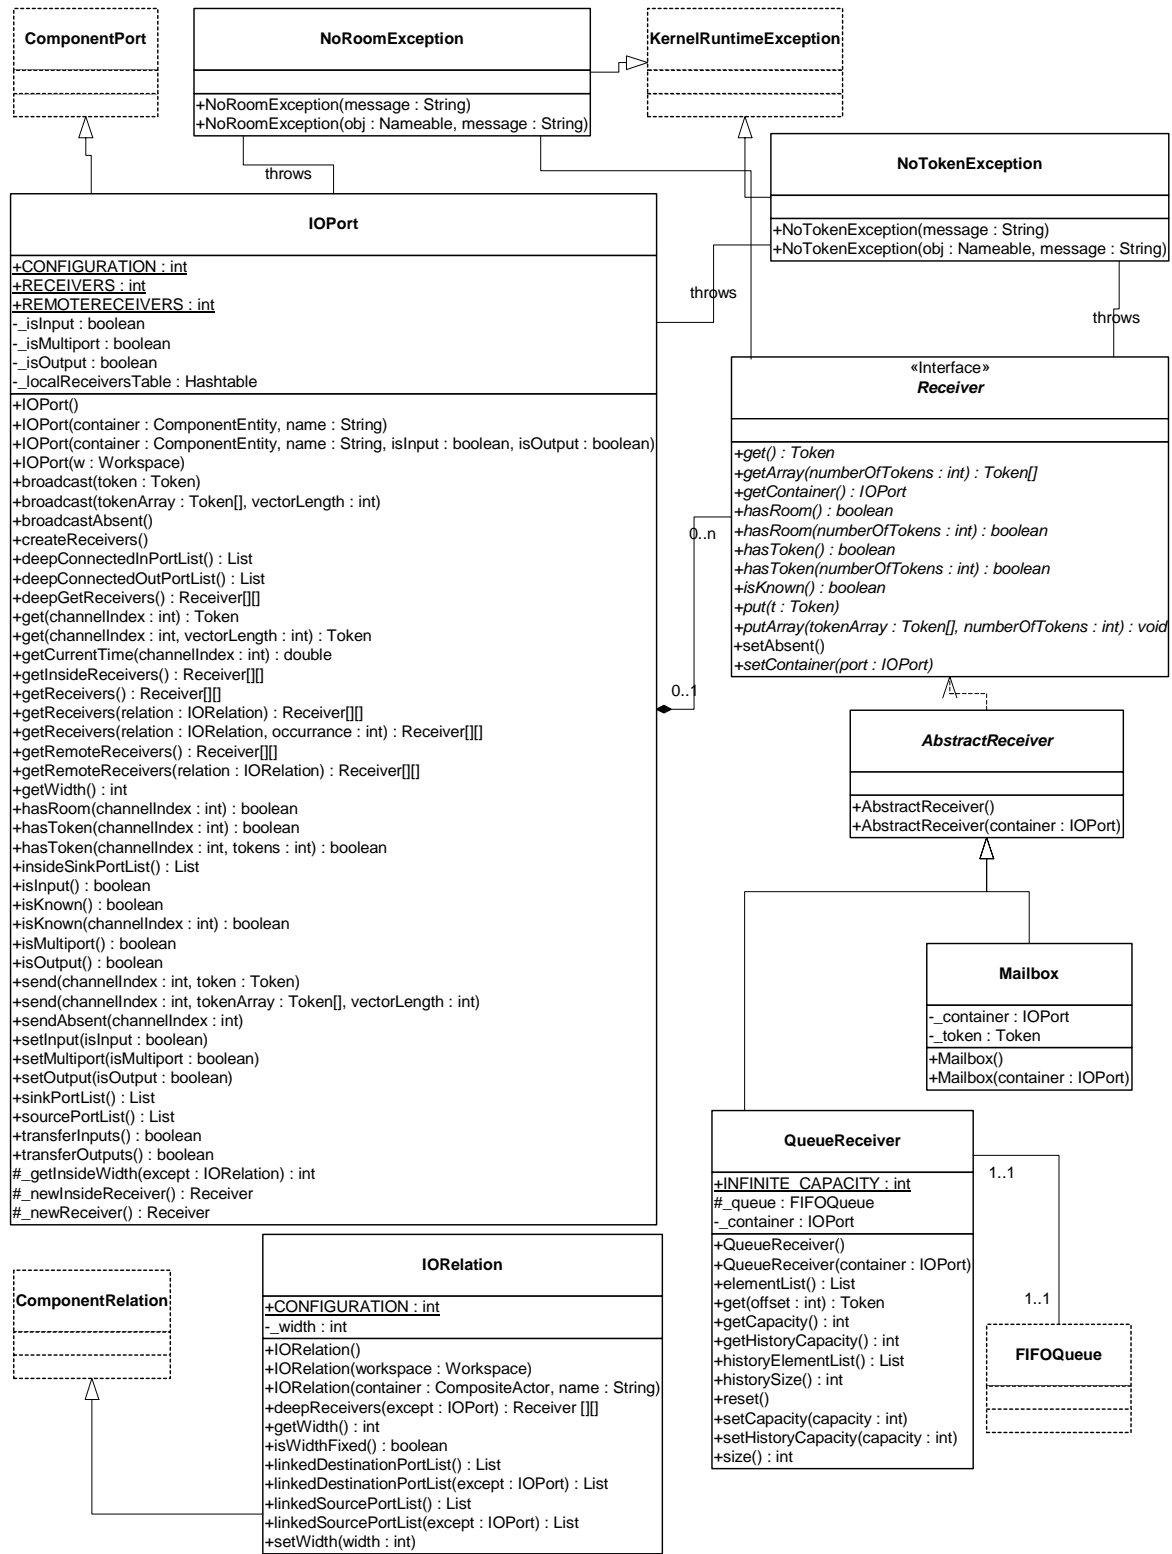 ComponentPort
NoRoomException
+NoRoomException(message : String)
+NoRoomException(obj : Nameable, message : String)
KernelRuntimeException
NoTokenException
+NoTokenException(message : String)
+NoTokenException(obj : Nameable, message : String)
throws
throws
throws
IOPort
+CONFIGURATION : int
+RECEIVERS : int
+REMOTERECEIVERS : int
-_isInput : boolean
-_isMultiport : boolean
-_isOutput : boolean
-_localReceiversTable : Hashtable
+IOPort()
+IOPort(container : ComponentEntity, name : String)
+IOPort(container : ComponentEntity, name : String, isInput : boolean, isOutput : boolean)
+IOPort(w : Workspace)
+broadcast(token : Token)
+broadcast(tokenArray : Token[], vectorLength : int)
+broadcastAbsent()
+createReceivers()
+deepConnectedInPortList() : List
+deepConnectedOutPortList() : List
+deepGetReceivers() : Receiver[][]
+get(channelIndex : int) : Token
+get(channelIndex : int, vectorLength : int) : Token
+getCurrentTime(channelIndex : int) : double
+getInsideReceivers() : Receiver[][]
+getReceivers() : Receiver[][]
+getReceivers(relation : IORelation) : Receiver[][]
+getReceivers(relation : IORelation, occurrance : int) : Receiver[][]
+getRemoteReceivers() : Receiver[][]
+getRemoteReceivers(relation : IORelation) : Receiver[][]
+getWidth() : int
+hasRoom(channelIndex : int) : boolean
+hasToken(channelIndex : int) : boolean
+hasToken(channelIndex : int, tokens : int) : boolean
+insideSinkPortList() : List
+isInput() : boolean
+isKnown() : boolean
+isKnown(channelIndex : int) : boolean
+isMultiport() : boolean
+isOutput() : boolean
+send(channelIndex : int, token : Token)
+send(channelIndex : int, tokenArray : Token[], vectorLength : int)
+sendAbsent(channelIndex : int)
+setInput(isInput : boolean)
+setMultiport(isMultiport : boolean)
+setOutput(isOutput : boolean)
+sinkPortList() : List
+sourcePortList() : List
+transferInputs() : boolean
+transferOutputs() : boolean
#_getInsideWidth(except : IORelation) : int
#_newInsideReceiver() : Receiver
#_newReceiver() : Receiver
0..n
0..1
«Interface»
Receiver
+get() : Token
+getArray(numberOfTokens : int) : Token[]
+getContainer() : IOPort
+hasRoom() : boolean
+hasRoom(numberOfTokens : int) : boolean
+hasToken() : boolean
+hasToken(numberOfTokens : int) : boolean
+isKnown() : boolean
+put(t : Token)
+putArray(tokenArray : Token[], numberOfTokens : int) : void
+setAbsent()
+setContainer(port : IOPort)
AbstractReceiver
+AbstractReceiver()
+AbstractReceiver(container : IOPort)
Mailbox
-_container : IOPort
-_token : Token
+Mailbox()
+Mailbox(container : IOPort)
QueueReceiver
+INFINITE_CAPACITY : int
#_queue : FIFOQueue
-_container : IOPort
+QueueReceiver()
+QueueReceiver(container : IOPort)
+elementList() : List
+get(offset : int) : Token
+getCapacity() : int
+getHistoryCapacity() : int
+historyElementList() : List
+historySize() : int
+reset()
+setCapacity(capacity : int)
+setHistoryCapacity(capacity : int)
+size() : int
1..1
1..1
FIFOQueue
ComponentRelation
IORelation
+CONFIGURATION : int
-_width : int
+IORelation()
+IORelation(workspace : Workspace)
+IORelation(container : CompositeActor, name : String)
+deepReceivers(except : IOPort) : Receiver [][]
+getWidth() : int
+isWidthFixed() : boolean
+linkedDestinationPortList() : List
+linkedDestinationPortList(except : IOPort) : List
+linkedSourcePortList() : List
+linkedSourcePortList(except : IOPort) : List
+setWidth(width : int)